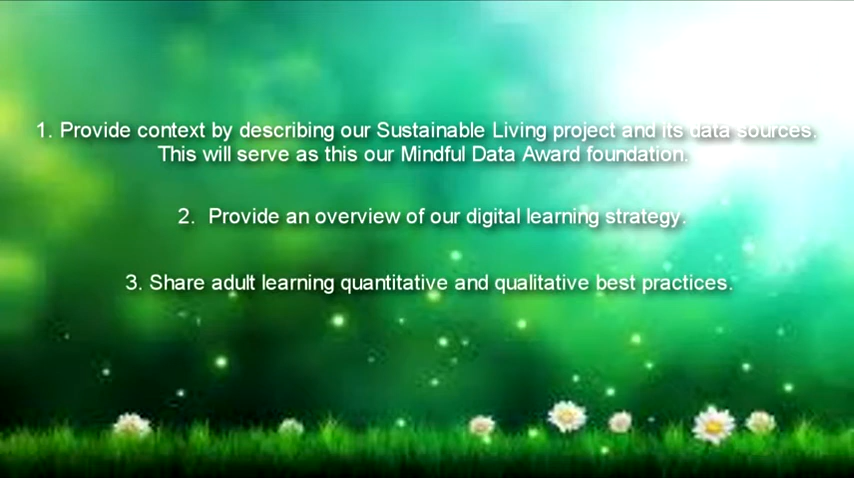 1. Provide context by describing our Sustainable Living project and its data sources.
This will serve as this our Mindful Data Award foundation.
2. Provide an overview of our digital learning strategy.
3. Share adult learning quantitative and qualitative best practices.